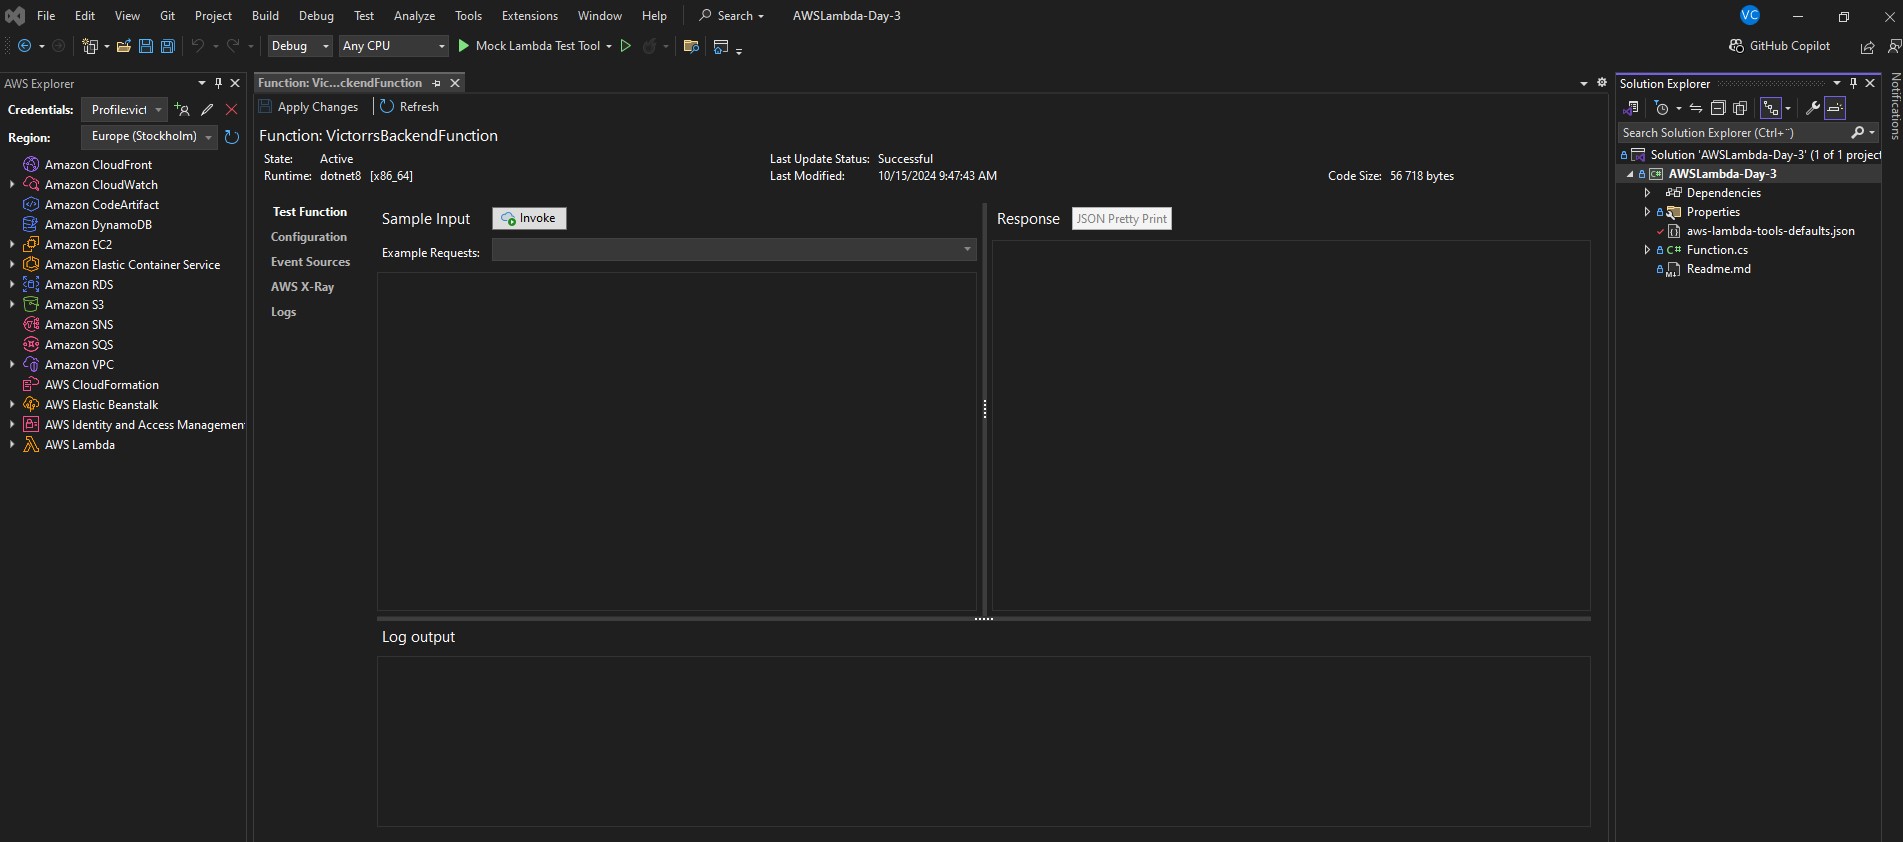 File Edit View Git Project Build Debug Test Analyze Tools Extensions Window Help Search AWSLambda-Day-3 VC
Debug Any CPU Mock Lambda Test Tool GitHub Copilot
AWS Explorer
Credentials: Profile:vict
Region: Europe (Stockholm)
Amazon CloudFront
Amazon CloudWatch
Amazon CodeArtifact
Amazon DynamoDB
Amazon EC2
Amazon Elastic Container Service
Amazon RDS
Amazon S3
Amazon SNS
Amazon SQS
Amazon VPC
AWS CloudFormation
AWS Elastic Beanstalk
AWS Identity and Access Managemen
AWS Lambda
Function: Vic...ckendFunction
Apply Changes Refresh
Function: VictorrsBackendFunction
State: Active Last Update Status: Successful
Runtime: dotnet8 [x86_64] Last Modified: 10/15/2024 9:47:43 AM Code Size: 56 718 bytes
Test Function
Configuration
Event Sources
AWS X-Ray
Logs
Sample Input Invoke
Example Requests:
Response JSON Pretty Print
Log output
Solution Explorer
Search Solution Explorer (Ctrl+¨)
Solution 'AWSLambda-Day-3' (1 of 1 project
C# AWSLambda-Day-3
Dependencies
Properties
aws-lambda-tools-defaults.json
C# Function.cs
Readme.md
Notifications